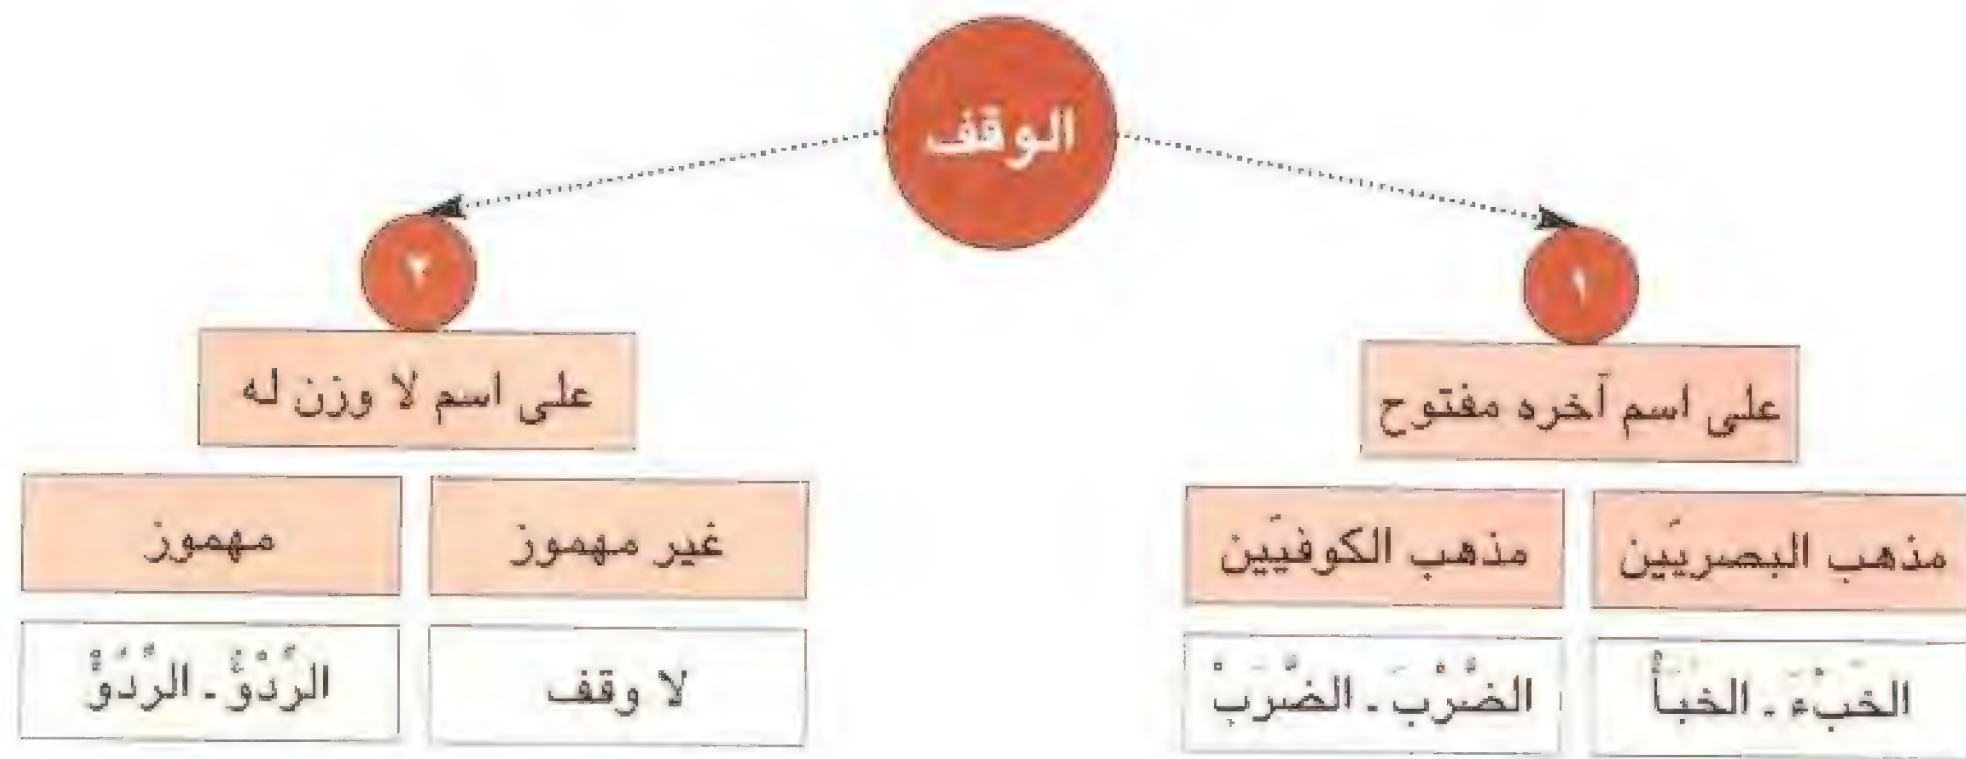 الوقف
١
على اسم آخره مفتوح
مذهب البصريّين
مذهب الكوفيّين
الخَبْءَ - الخَبَأْ
الضَّرْبَ - الضَّرَبْ
٢
على اسم لا وزن له
غير مهموز
مهموز
لا وقف
الرِّدْؤُ - الرِّدُؤْ